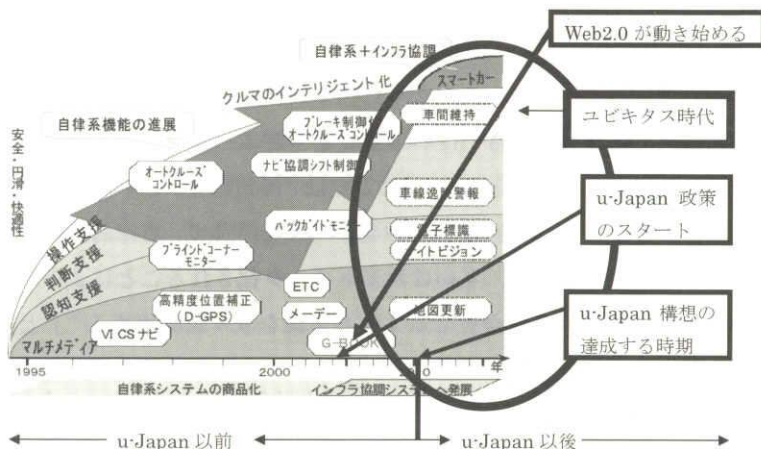 Web2.0 が動き始める
自律系＋インフラ協調
スマートカー
クルマのインテリジェント化
ユビキタス時代
自律系機能の進展
ブレーキ制御付
オートクルーズコントロール
車間維持
安全・円滑・快適性
オートクルーズ
コントロール
ナビ協調シフト制御
車線逸脱警報
u-Japan 政策
のスタート
バックガイドモニター
電子標識
ナイトビジョン
操作支援
判断支援
認知支援
ブラインドコーナー
モニター
ETC
高精度位置補正
(D-GPS)
メーデー
地図更新
u-Japan 構想の
達成する時期
VICSナビ
G-BOOK
マルチメディア
1995
2000
2010
年
自律系システムの商品化
インフラ協調システムへ発展
u-Japan 以前
u-Japan 以後